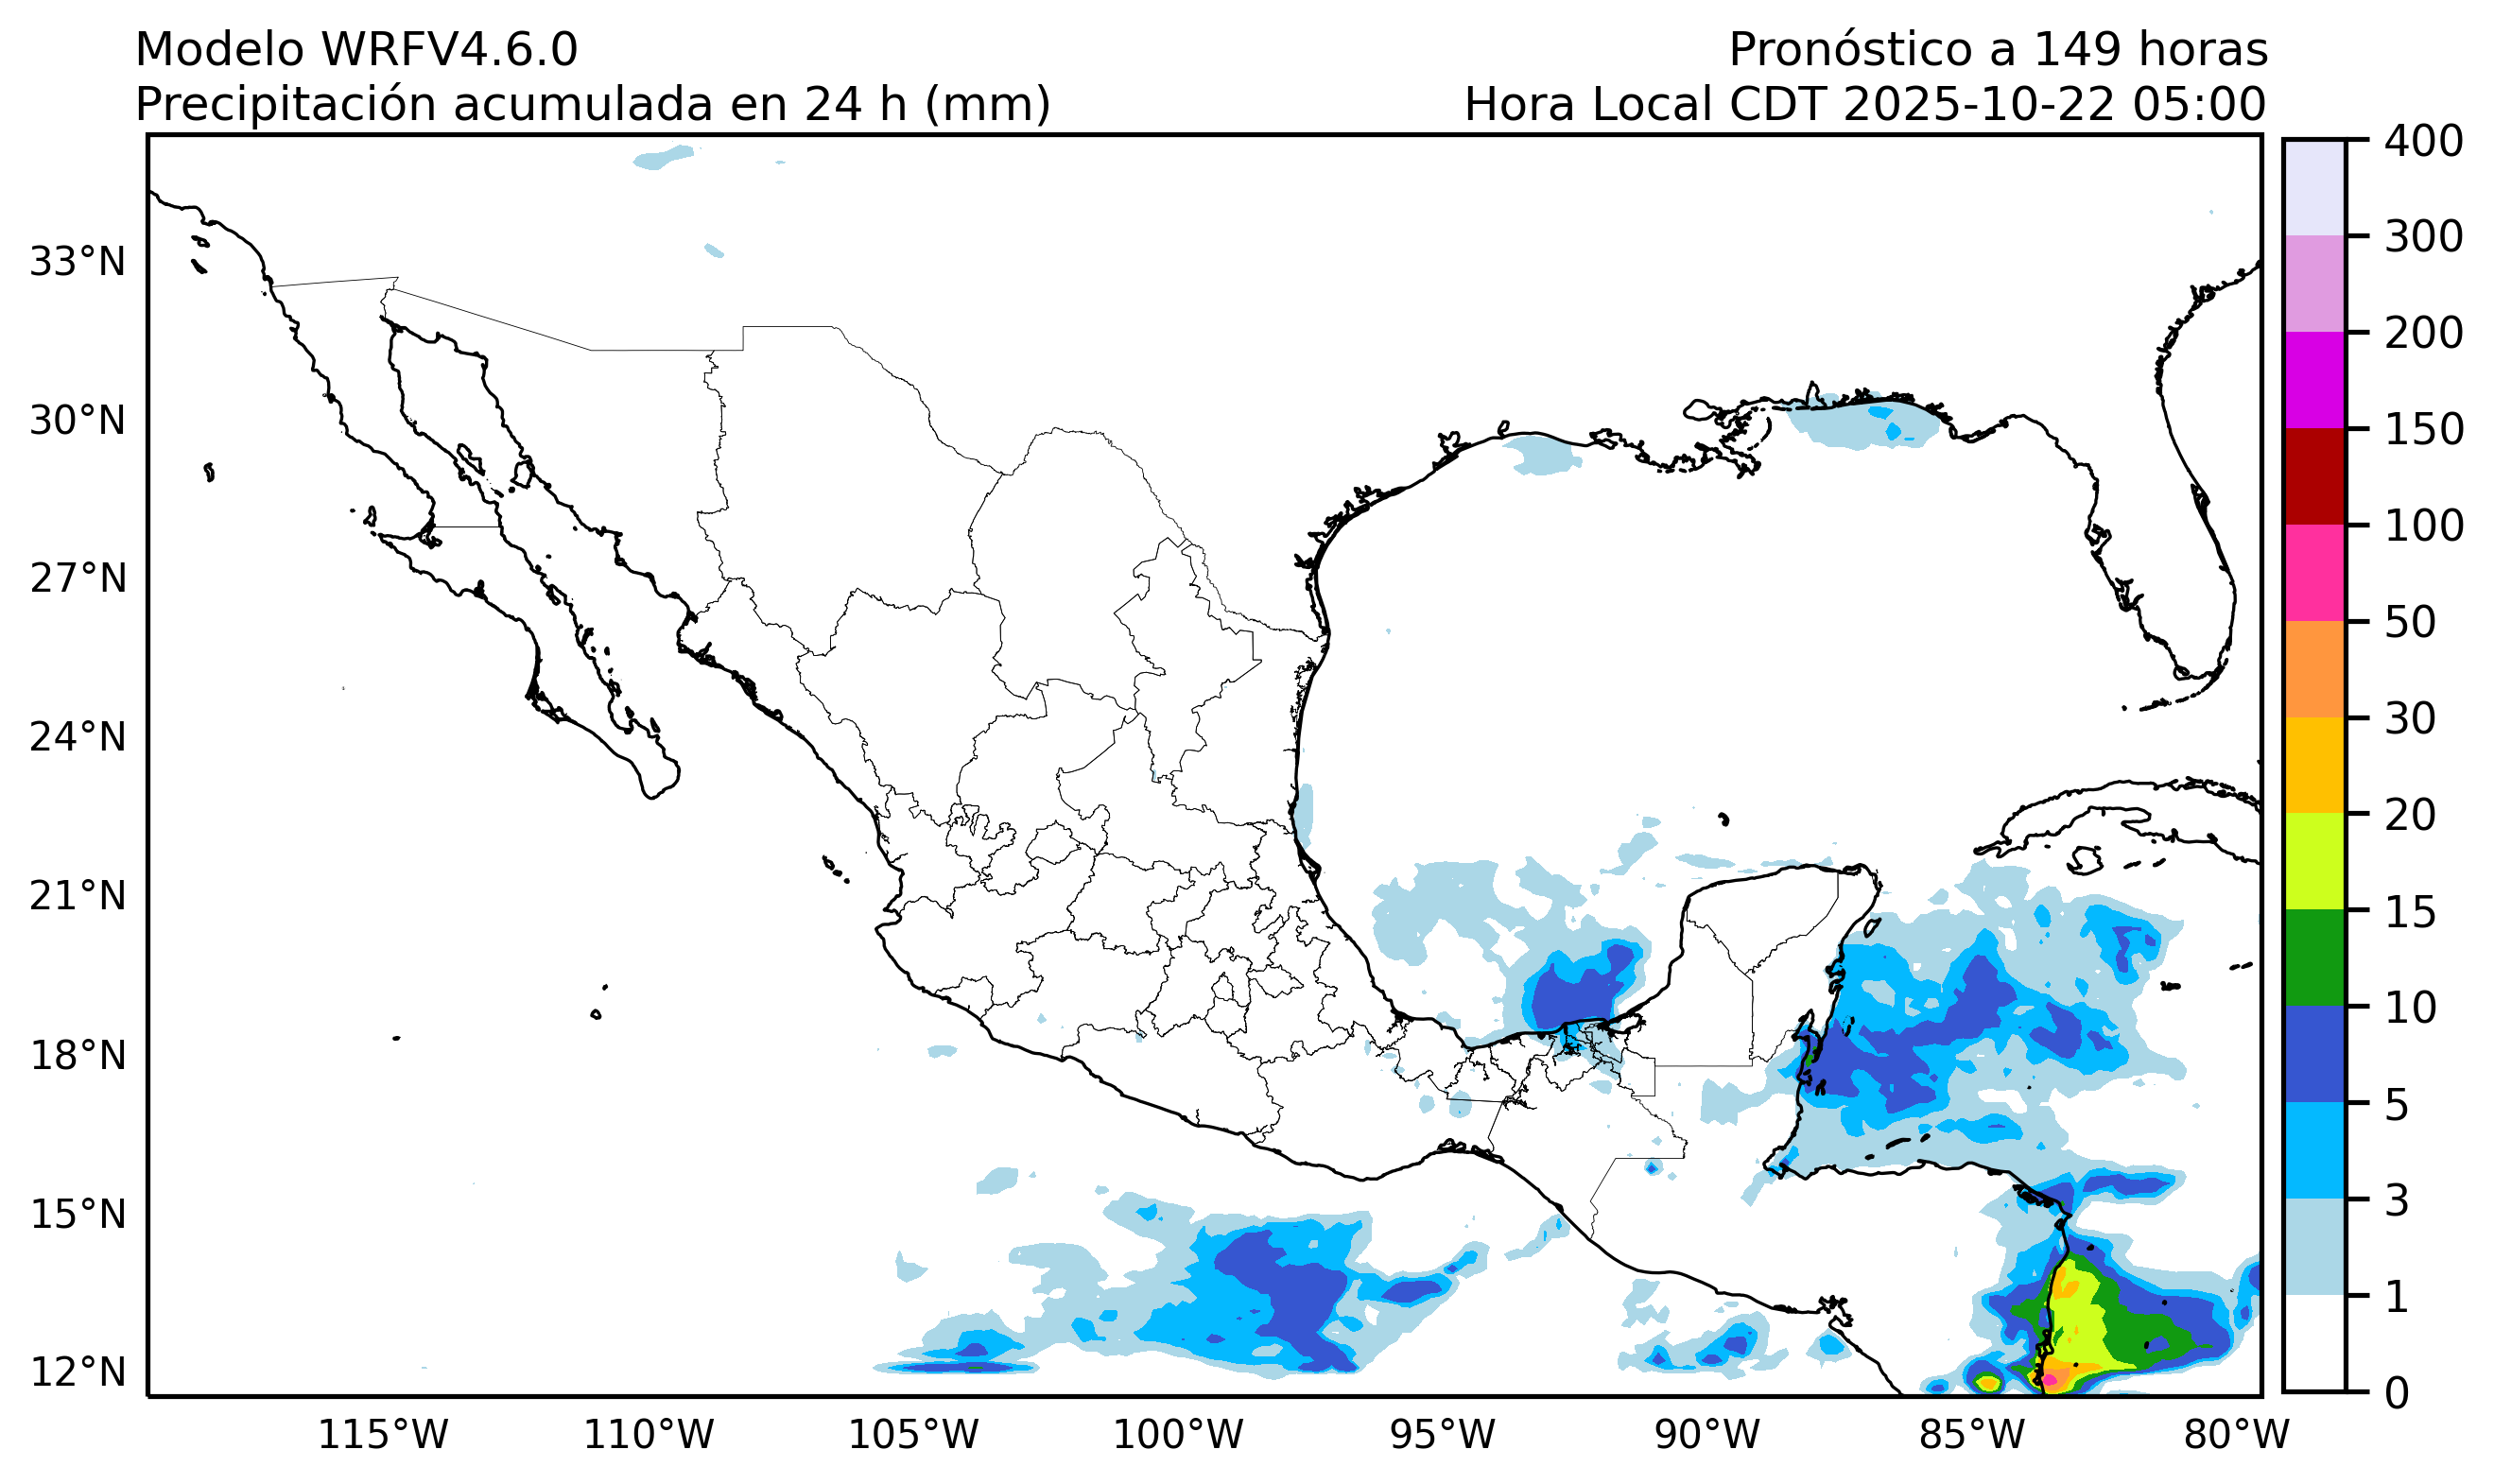 Modelo WRFV4.6.0
Pronóstico a 149 horas
Precipitación acumulada en 24 h (mm)
Hora Local CDT 2025-10-22 05:00
400
300
200
150
100
50
30
20
15
10
5
3
1
0
33°N
30°N
27°N
24°N
21°N
18°N
15°N
12°N
115°W
110°W
105°W
100°W
95°W
90°W
85°W
80°W